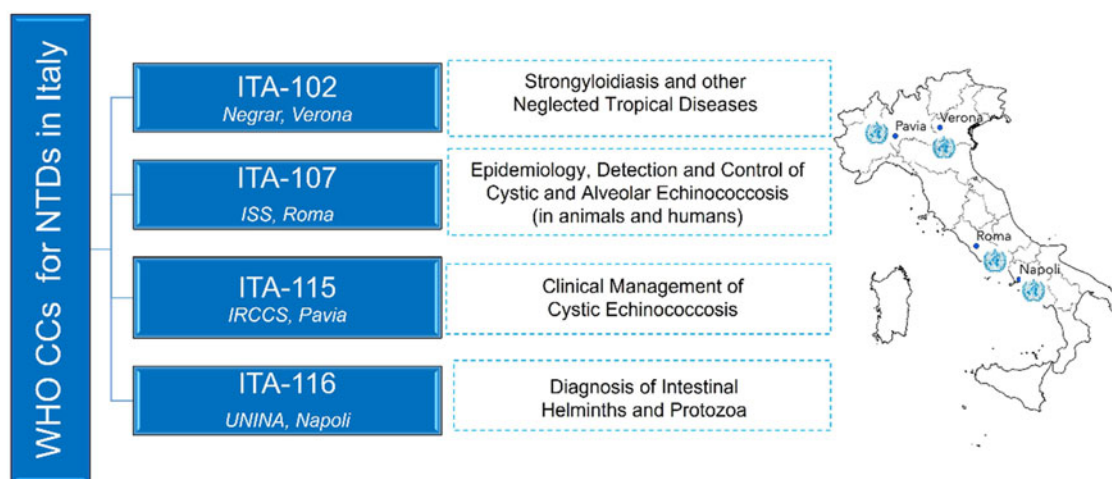 WHO CCs for NTDs in Italy
ITA-102
Negrar, Verona
Strongyloidiasis and other
Neglected Tropical Diseases
ITA-107
ISS, Roma
Epidemiology, Detection and Control of
Cystic and Alveolar Echinococcosis
(in animals and humans)
ITA-115
IRCCS, Pavia
Clinical Management of
Cystic Echinococcosis
ITA-116
UNINA, Napoli
Diagnosis of Intestinal
Helminths and Protozoa
Pavia
Verona
Roma
Napoli